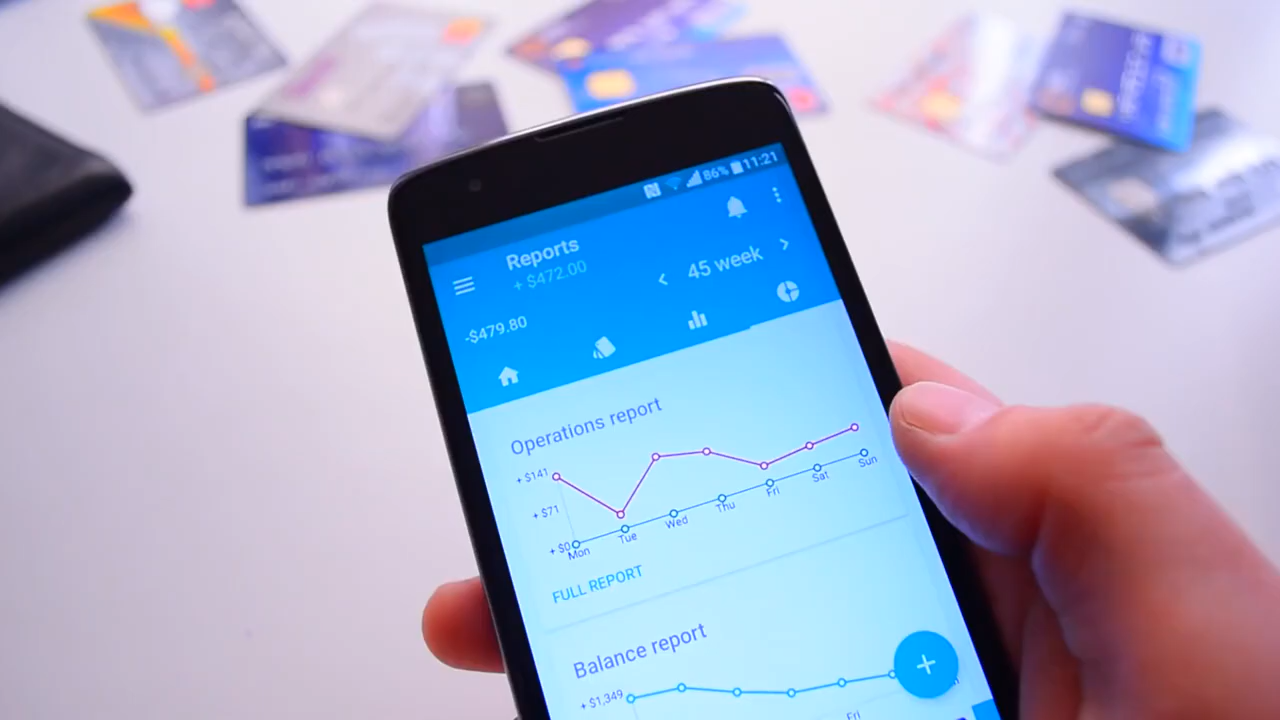 86% 11:21
Reports
+ $472.00
45 week
-$479.80
Operations report
+ $141
+ $71
+ $0
Mon Tue Wed Thu Fri Sat Sun
FULL REPORT
Balance report
+ $1,349
Fri
+